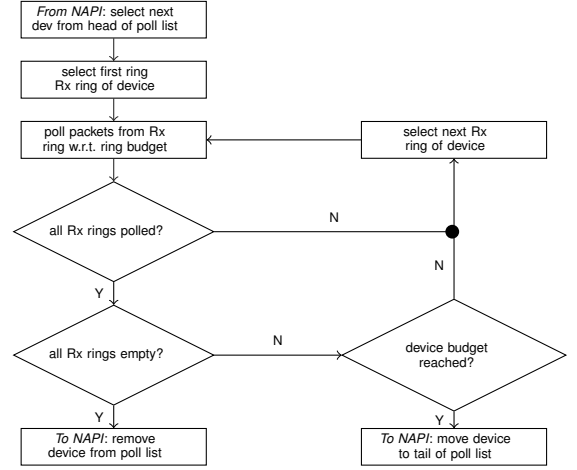 From NAPI: select next
dev from head of poll list
select first ring
Rx ring of device
poll packets from Rx
ring w.r.t. ring budget
select next Rx
ring of device
all Rx rings polled?
N
N
Y
all Rx rings empty?
N
device budget
reached?
Y
Y
To NAPI: remove
device from poll list
To NAPI: move device
to tail of poll list